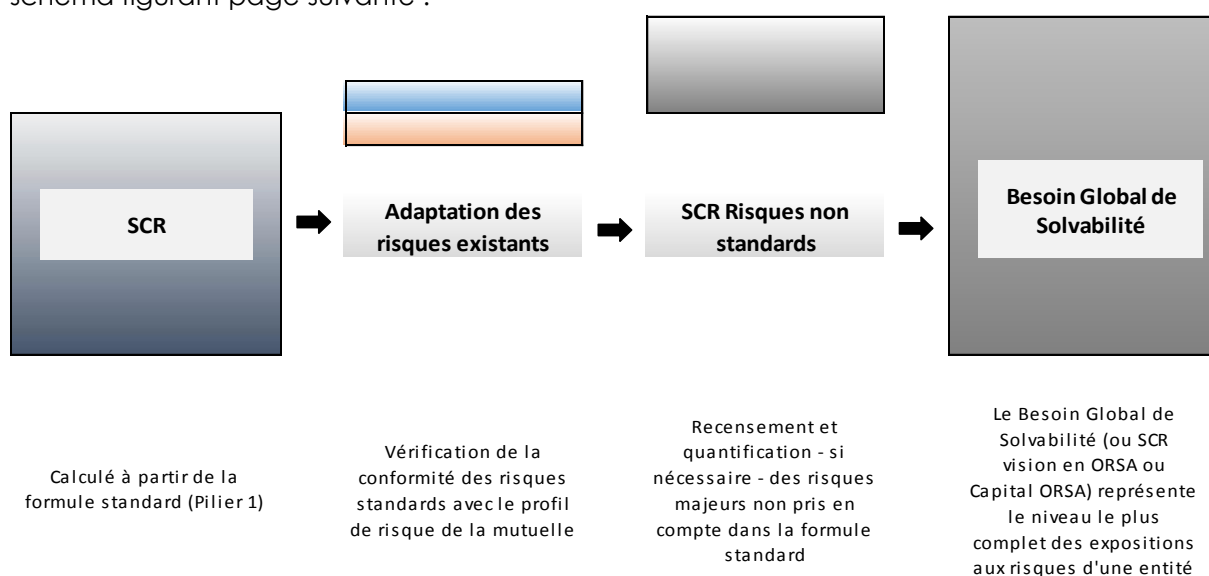 schéma figurant page suivante :
SCR
Adaptation des
risques existants
SCR Risques non
standards
Besoin Global de
Solvabilité
Calculé à partir de la
formule standard (Pilier 1)
Vérification de la
conformité des risques
standards avec le profil
de risque de la mutuelle
Recensement et
quantification - si
nécessaire - des risques
majeurs non pris en
compte dans la formule
standard
Le Besoin Global de
Solvabilité (ou SCR
vision en ORSA ou
Capital ORSA) représente
le niveau le plus
complet des expositions
aux risques d'une entité